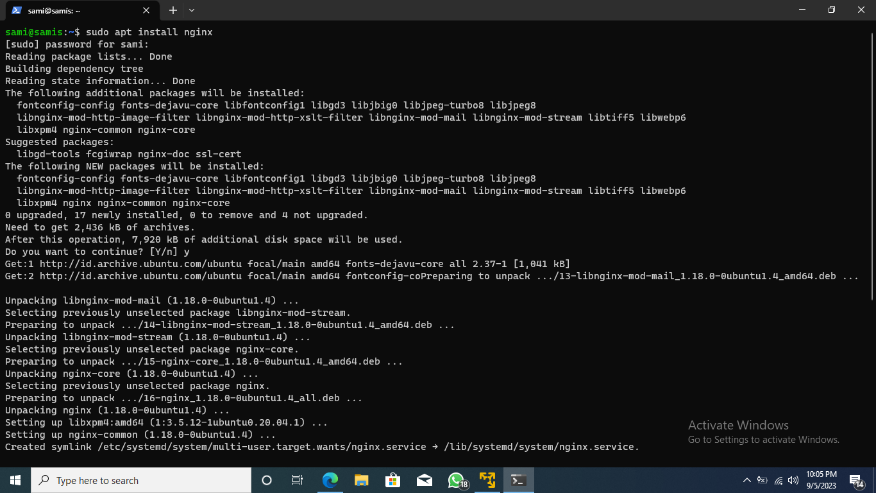 sami@samis: ~
sami@samis:~$ sudo apt install nginx
[sudo] password for sami:
Reading package lists... Done
Building dependency tree
Reading state information... Done
The following additional packages will be installed:
  fontconfig-config fonts-dejavu-core libfontconfig1 libgd3 libjbig0 libjpeg-turbo8 libjpeg8
  libnginx-mod-http-image-filter libnginx-mod-http-xslt-filter libnginx-mod-mail libnginx-mod-stream libtiff5 libwebp6
  libxpm4 nginx-common nginx-core
Suggested packages:
  libgd-tools fcgiwrap nginx-doc ssl-cert
The following NEW packages will be installed:
  fontconfig-config fonts-dejavu-core libfontconfig1 libgd3 libjbig0 libjpeg-turbo8 libjpeg8
  libnginx-mod-http-image-filter libnginx-mod-http-xslt-filter libnginx-mod-mail libnginx-mod-stream libtiff5 libwebp6
  libxpm4 nginx nginx-common nginx-core
0 upgraded, 17 newly installed, 0 to remove and 4 not upgraded.
Need to get 2,436 kB of archives.
After this operation, 7,920 kB of additional disk space will be used.
Do you want to continue? [Y/n] y
Get:1 http://id.archive.ubuntu.com/ubuntu focal/main amd64 fonts-dejavu-core all 2.37-1 [1,041 kB]
Get:2 http://id.archive.ubuntu.com/ubuntu focal/main amd64 fontconfig-coPreparing to unpack .../13-libnginx-mod-mail_1.18.0-0ubuntu1.4_amd64.deb ...
Unpacking libnginx-mod-mail (1.18.0-0ubuntu1.4) ...
Selecting previously unselected package libnginx-mod-stream.
Preparing to unpack .../14-libnginx-mod-stream_1.18.0-0ubuntu1.4_amd64.deb ...
Unpacking libnginx-mod-stream (1.18.0-0ubuntu1.4) ...
Selecting previously unselected package nginx-core.
Preparing to unpack .../15-nginx-core_1.18.0-0ubuntu1.4_amd64.deb ...
Unpacking nginx-core (1.18.0-0ubuntu1.4) ...
Selecting previously unselected package nginx.
Preparing to unpack .../16-nginx_1.18.0-0ubuntu1.4_all.deb ...
Unpacking nginx (1.18.0-0ubuntu1.4) ...
Setting up libxpm4:amd64 (1:3.5.12-1ubuntu0.20.04.1) ...
Setting up nginx-common (1.18.0-0ubuntu1.4) ...
Created symlink /etc/systemd/system/multi-user.target.wants/nginx.service → /lib/systemd/system/nginx.service.
Activate Windows
Go to Settings to activate Windows.
Type here to search
18
10:05 PM
9/5/2023
14